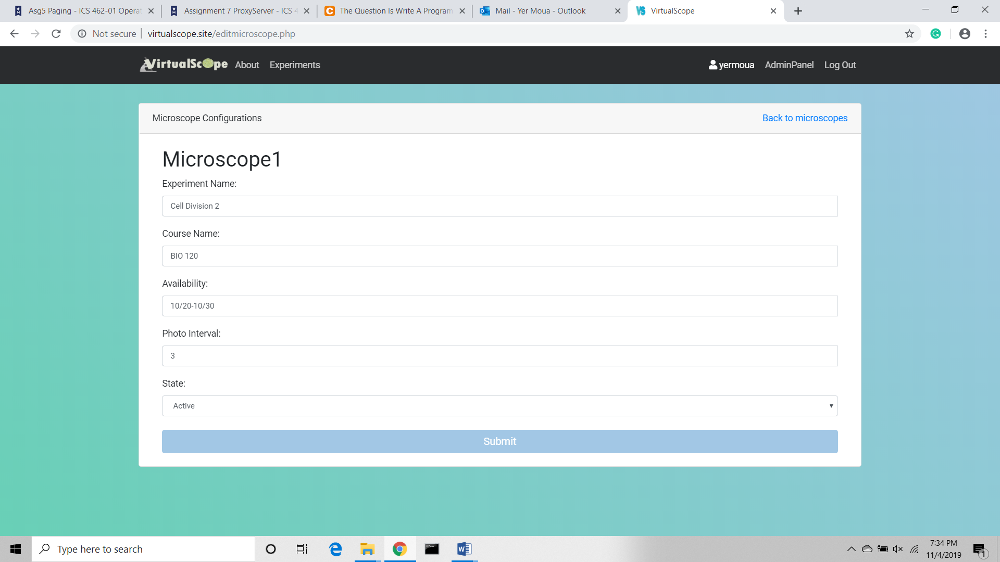 Asg5 Paging - ICS 462-01 Operat
Assignment 7 ProxyServer - ICS 4
The Question Is Write A Program
Mail - Yer Moua - Outlook
VirtualScope
Not secure | virtualscope.site/editmicroscope.php
VirtualScope About Experiments yermoua AdminPanel Log Out
Microscope Configurations Back to microscopes
Microscope1
Experiment Name:
Cell Division 2
Course Name:
BIO 120
Availability:
10/20-10/30
Photo Interval:
3
State:
Active
Submit
Type here to search
7:34 PM
11/4/2019
1